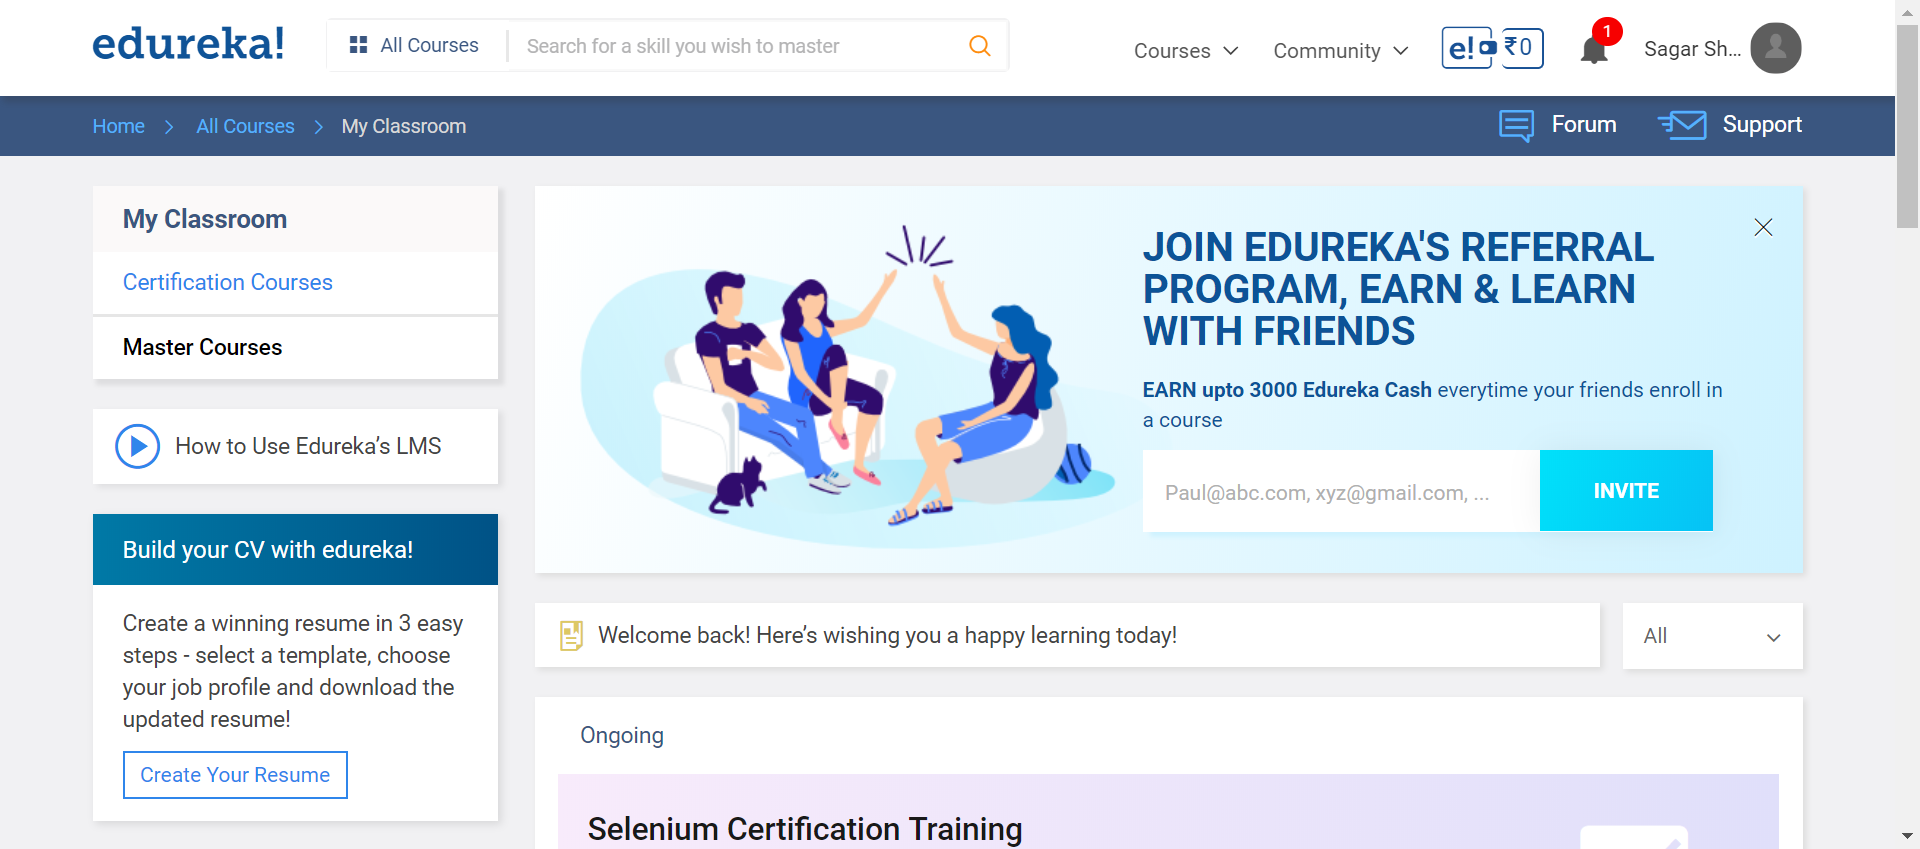 edureka!
All Courses
Search for a skill you wish to master
Courses
Community
e! ₹0
1
Sagar Sh...
Home
All Courses
My Classroom
Forum
Support
My Classroom
Certification Courses
Master Courses
How to Use Edureka’s LMS
Build your CV with edureka!
Create a winning resume in 3 easy
steps - select a template, choose
your job profile and download the
updated resume!
Create Your Resume
JOIN EDUREKA'S REFERRAL
PROGRAM, EARN & LEARN
WITH FRIENDS
EARN upto 3000 Edureka Cash everytime your friends enroll in
a course
Paul@abc.com, xyz@gmail.com, ...
INVITE
Welcome back! Here’s wishing you a happy learning today!
All
Ongoing
Selenium Certification Training